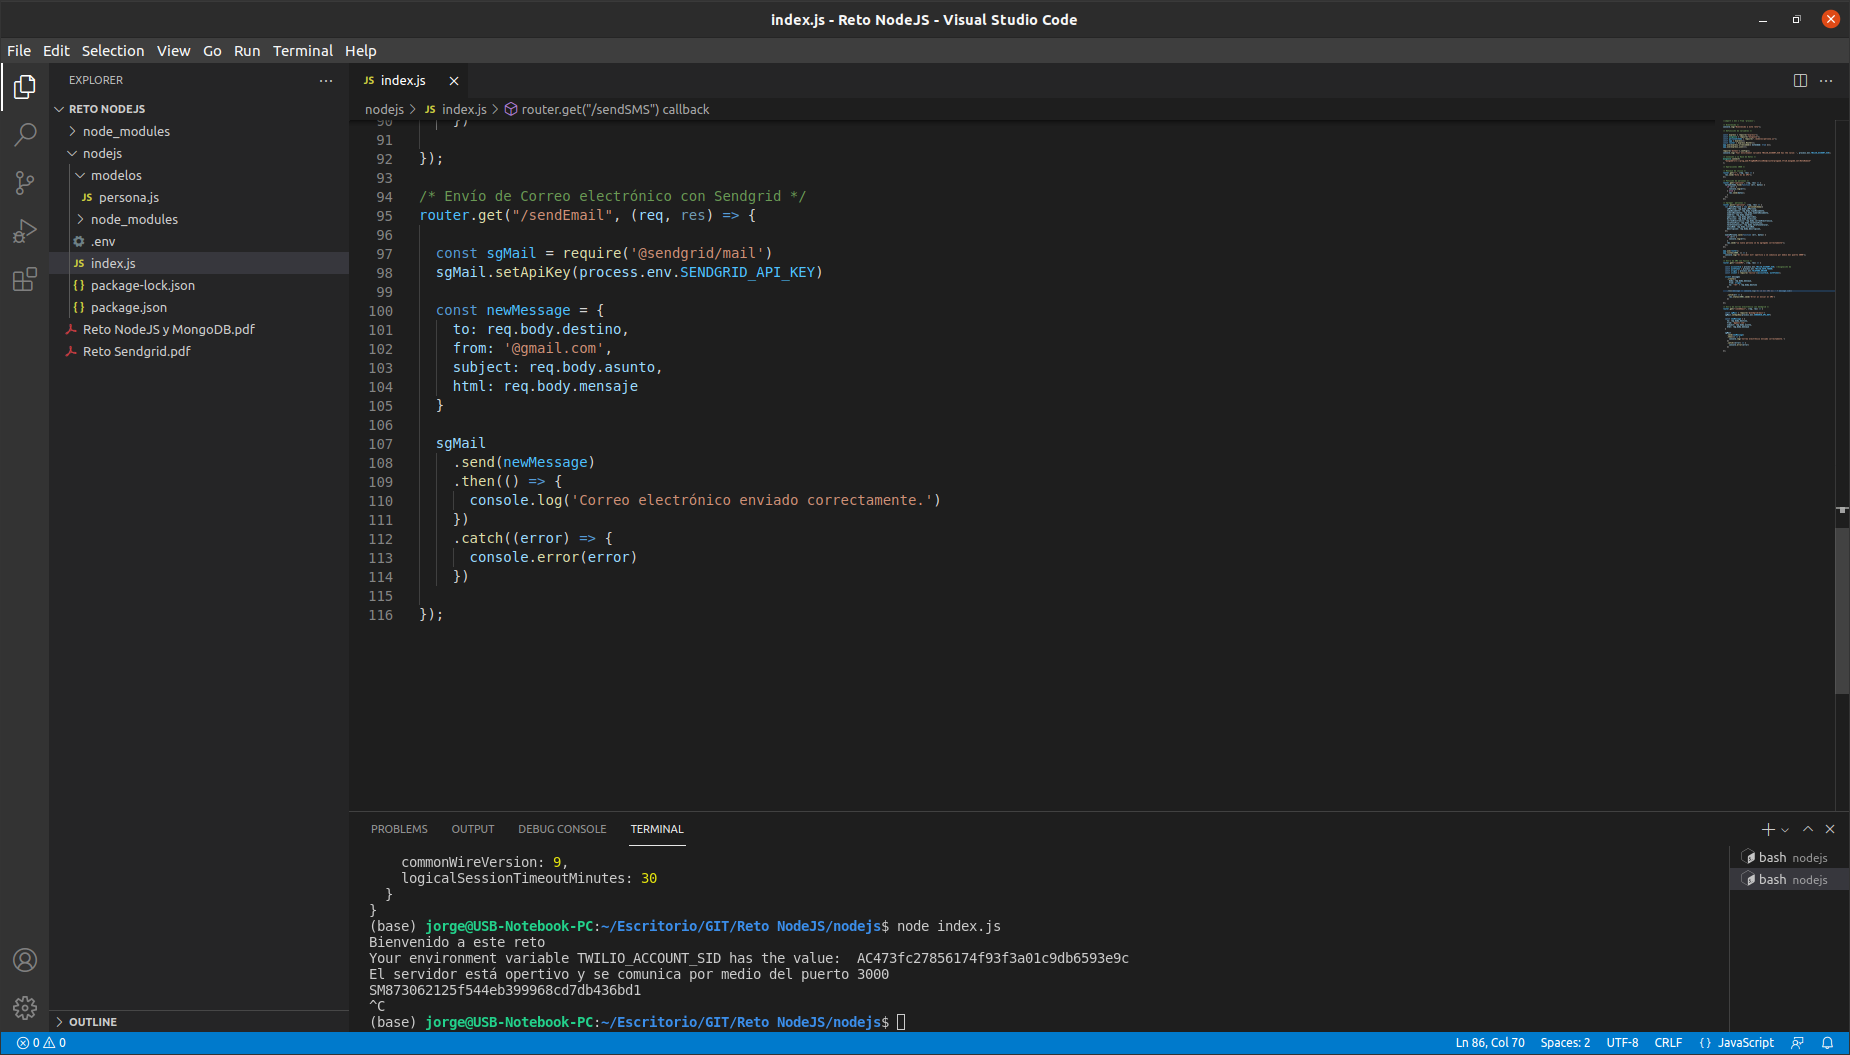 index.js - Reto NodeJS - Visual Studio Code
File Edit Selection View Go Run Terminal Help
EXPLORER
RETO NODEJS
node_modules
nodejs
modelos
JS persona.js
node_modules
.env
JS index.js
{} package-lock.json
{} package.json
Reto NodeJS y MongoDB.pdf
Reto Sendgrid.pdf
OUTLINE
JS index.js
nodejs > JS index.js > router.get("/sendSMS") callback
90 })
91
92 });
93
94 /* Envío de Correo electrónico con Sendgrid */
95 router.get("/sendEmail", (req, res) => {
96
97 const sgMail = require('@sendgrid/mail')
98 sgMail.setApiKey(process.env.SENDGRID_API_KEY)
99
100 const newMessage = {
101 to: req.body.destino,
102 from: '@gmail.com',
103 subject: req.body.asunto,
104 html: req.body.mensaje
105 }
106
107 sgMail
108 .send(newMessage)
109 .then(() => {
110 console.log('Correo electrónico enviado correctamente.')
111 })
112 .catch((error) => {
113 console.error(error)
114 })
115
116 });
PROBLEMS OUTPUT DEBUG CONSOLE TERMINAL
commonWireVersion: 9,
logicalSessionTimeoutMinutes: 30
}
}
(base) jorge@USB-Notebook-PC:~/Escritorio/GIT/Reto NodeJS/nodejs$ node index.js
Bienvenido a este reto
Your environment variable TWILIO_ACCOUNT_SID has the value:  AC473fc27856174f93f3a01c9db6593e9c
El servidor está opertivo y se comunica por medio del puerto 3000
SM873062125f544eb399968cd7db436bd1
^C
(base) jorge@USB-Notebook-PC:~/Escritorio/GIT/Reto NodeJS/nodejs$
bash nodejs
bash nodejs
0 0
Ln 86, Col 70 Spaces: 2 UTF-8 CRLF {} JavaScript